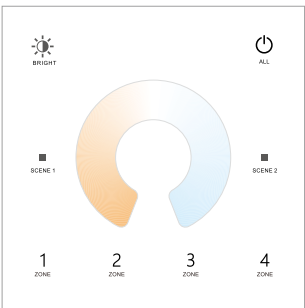 BRIGHT
ALL
SCENE 1
SCENE 2
1 2 3 4
ZONE ZONE ZONE ZONE